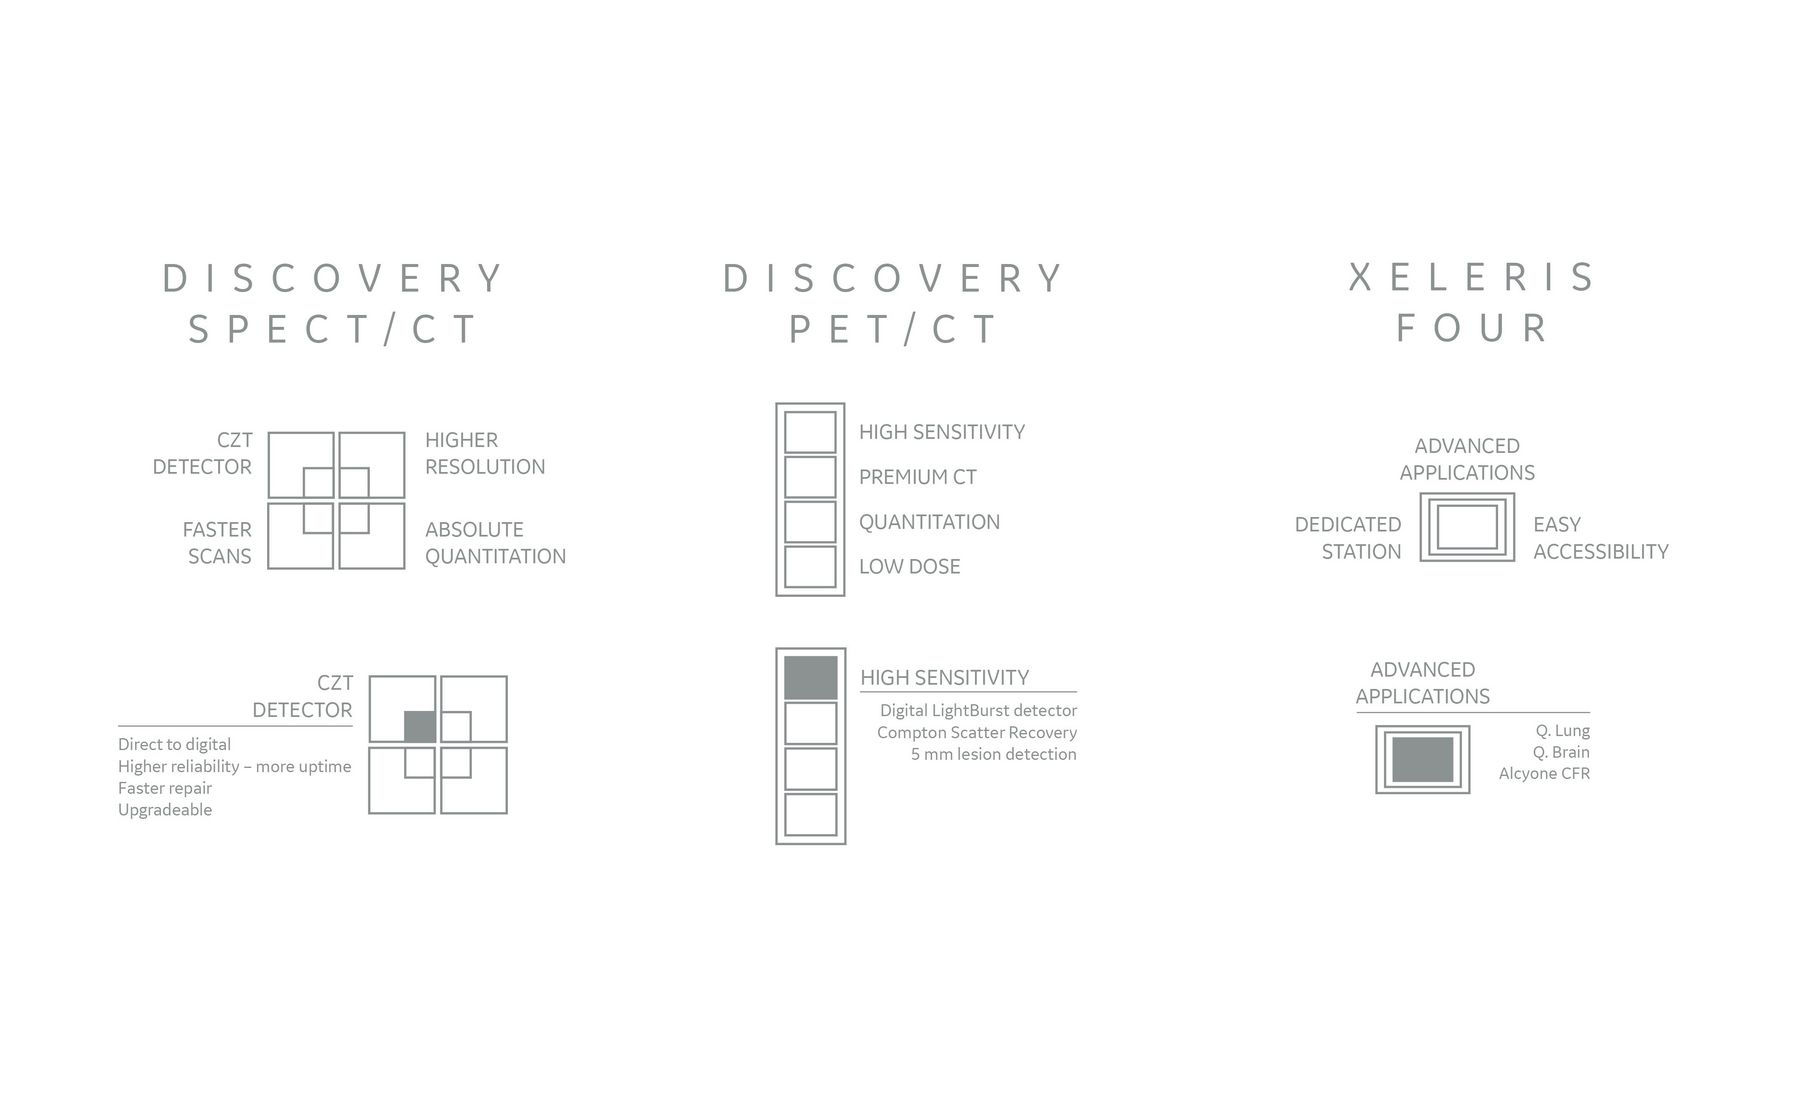 DISCOVERY
SPECT/CT
CZT
DETECTOR
HIGHER
RESOLUTION
FASTER
SCANS
ABSOLUTE
QUANTITATION
CZT
DETECTOR
Direct to digital
Higher reliability – more uptime
Faster repair
Upgradeable
DISCOVERY
PET/CT
HIGH SENSITIVITY
PREMIUM CT
QUANTITATION
LOW DOSE
HIGH SENSITIVITY
Digital LightBurst detector
Compton Scatter Recovery
5 mm lesion detection
XELERIS
FOUR
ADVANCED
APPLICATIONS
DEDICATED
STATION
EASY
ACCESSIBILITY
ADVANCED
APPLICATIONS
Q. Lung
Q. Brain
Alcyone CFR